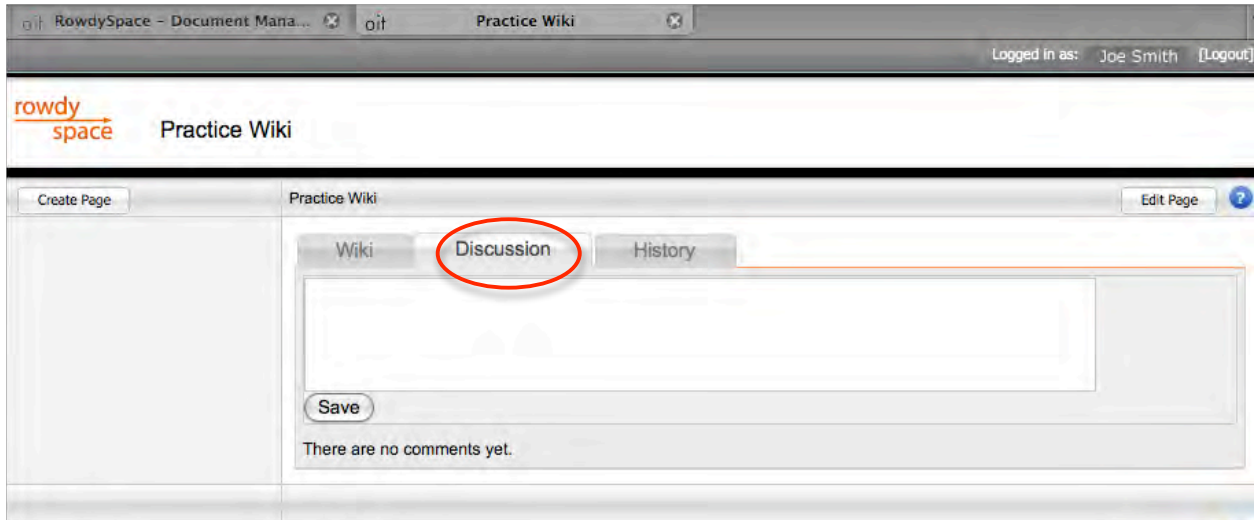 oit RowdySpace - Document Mana... oit Practice Wiki
Logged in as: Joe Smith [Logout]
rowdy
space Practice Wiki
Create Page Practice Wiki Edit Page ?
Wiki Discussion History
Save
There are no comments yet.